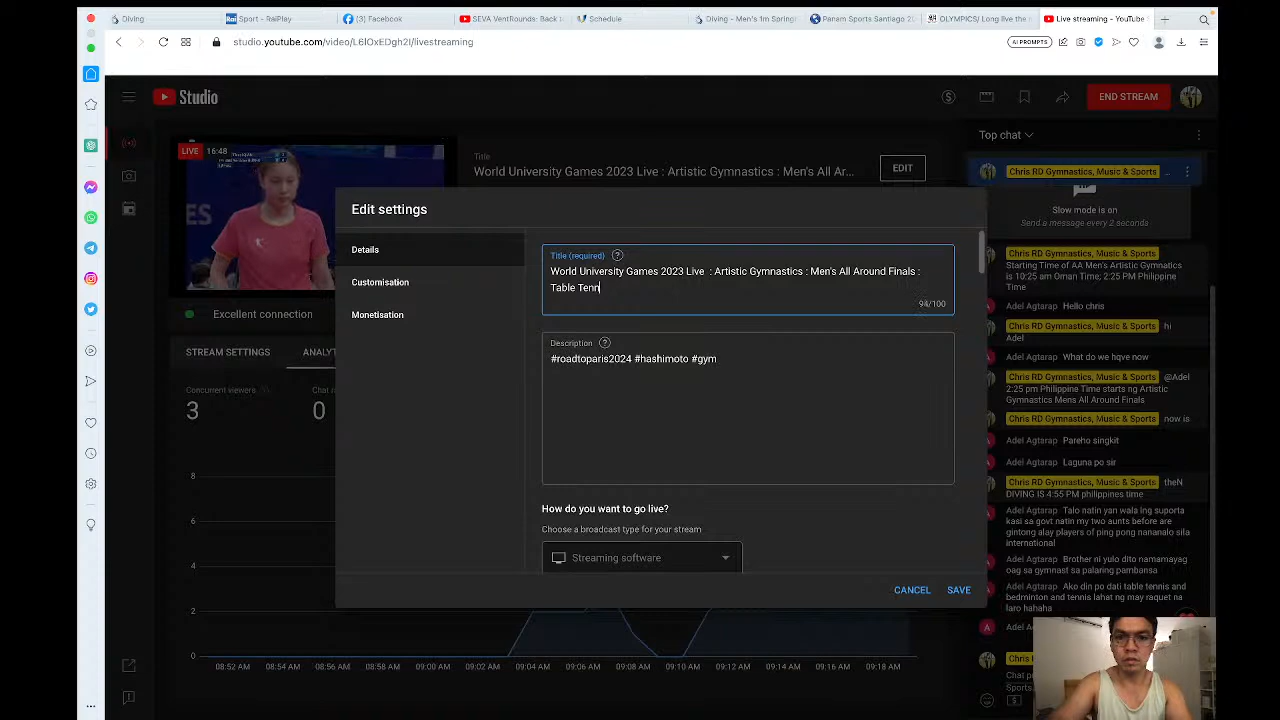 Diving
Sport - RaiPlay
(3) Facebook
SEVA VentRounds: Back t
Schedule
Diving - Men's 1m Spring
Panam Sports Santiago 2
OLYMPICS/ Long live the r
Live streaming - YouTube
studio.youtube.com/video/L6IOxEDgh2I/livestreaming
AI PROMPTS
Studio
END STREAM
LIVE 16:48
Title
World University Games 2023 Live : Artistic Gymnastics : Men's All Ar...
EDIT
Top chat
Chris RD Gymnastics, Music & Sports ...
Slow mode is on
Send a message every 2 seconds
Edit settings
Details
Customisation
Monetisation
Title (required)
World University Games 2023 Live : Artistic Gymnastics : Men's All Around Finals :
Table Tenn
94/100
Description
#roadtoparis2024 #hashimoto #gym
How do you want to go live?
Choose a broadcast type for your stream
Streaming software
CANCEL
SAVE
Excellent connection
STREAM SETTINGS
ANALYT
Concurrent viewers
Chat r
3
0
8
6
4
2
0
08:52 AM 08:54 AM 08:56 AM 08:58 AM 09:00 AM 09:02 AM 09:04 AM 09:06 AM 09:08 AM 09:10 AM 09:12 AM 09:14 AM 09:16 AM 09:18 AM
Chris RD Gymnastics, Music & Sports
Starting Time of AA Men's Artistic Gymnastics
is 10:25 am Oman Time; 2:25 PM Philippine
Time
Adel Agtarap Hello chris
Chris RD Gymnastics, Music & Sports hi
Adel
Adel Agtarap What do we hqve now
Chris RD Gymnastics, Music & Sports @Adel
2:25 pm Philippine Time starts ng Artistic
Gymnastics Mens All Around Finals
Chris RD Gymnastics, Music & Sports now is
Adel Agtarap Pareho singkit
Adel Agtarap Laguna po sir
Chris RD Gymnastics, Music & Sports theN
DIVING IS 4:55 PM philippines time
Adel Agtarap Talo natin yan wala lng suporta
kasi sa govt natin my two aunts before are
gintong alay players of ping pong nananalo sila
international
Adel Agtarap Brother ni yulo dito namamayag
oag sa gymnast sa palaring pambansa
Adel Agtarap Ako din po dati table tennis and
bedminton and tennis lahat ng may raquet na
laro hahaha
Adel A
Chris
Chat p
Sports,